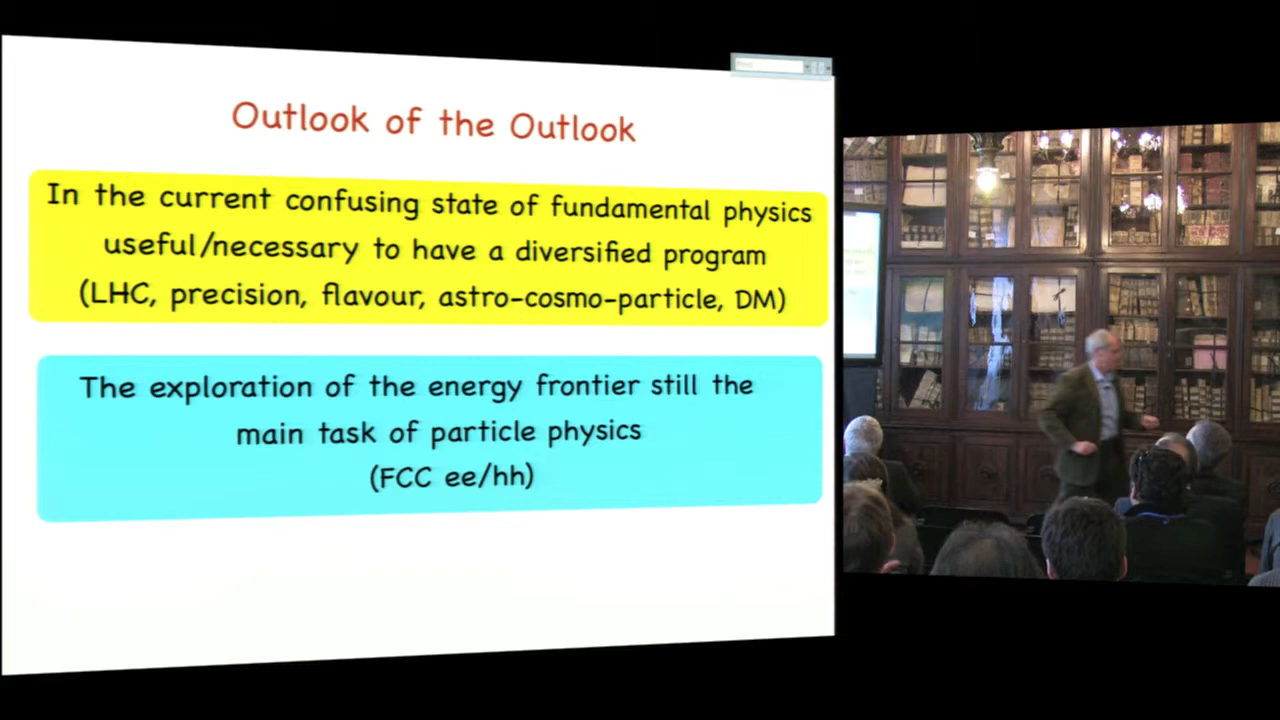 Outlook of the Outlook
In the current confusing state of fundamental physics
useful/necessary to have a diversified program
(LHC, precision, flavour, astro-cosmo-particle, DM)
The exploration of the energy frontier still the
main task of particle physics
(FCC ee/hh)